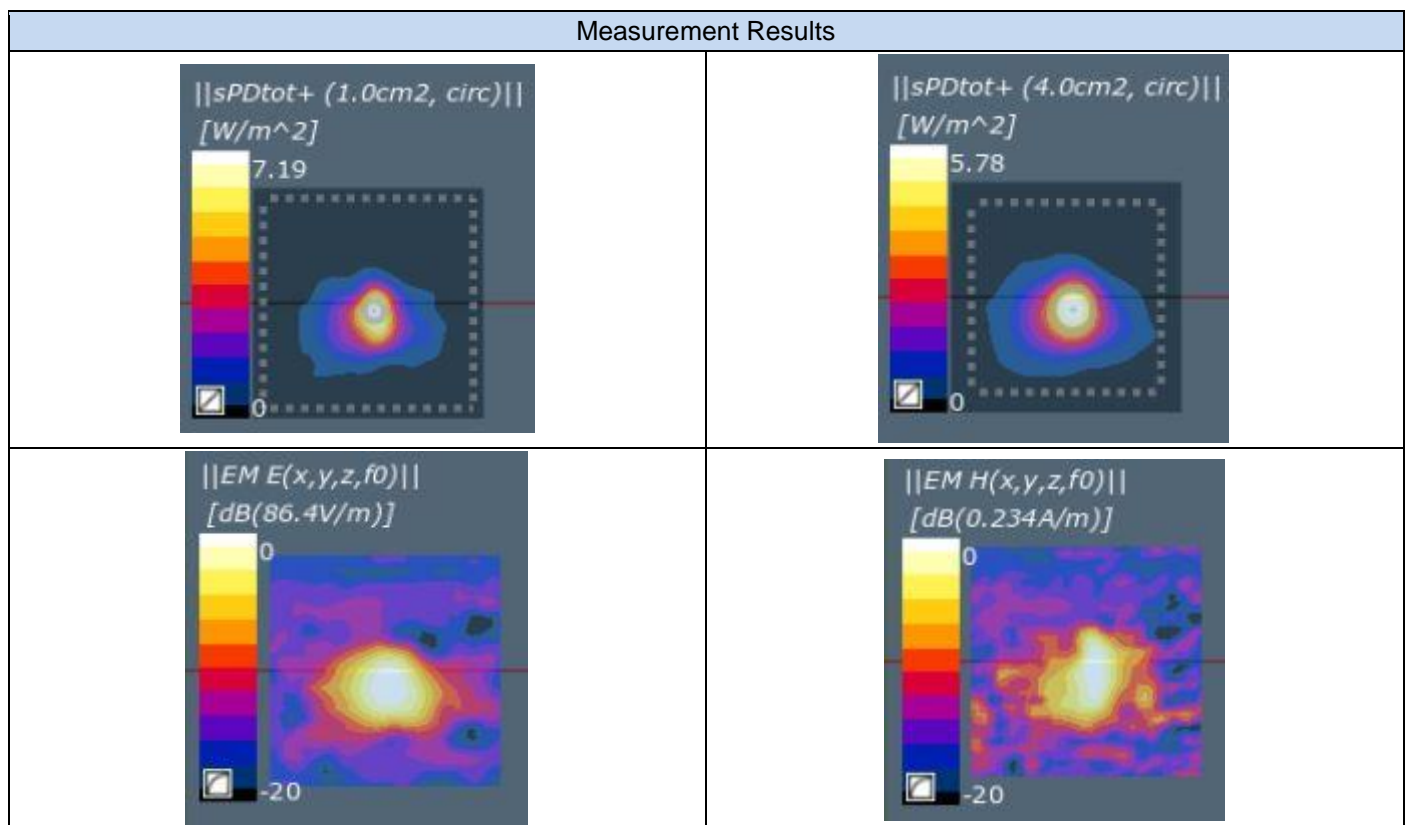 Measurement Results
||sPDtot+ (1.0cm2, circ)||
[W/m^2]
7.19
0
||sPDtot+ (4.0cm2, circ)||
[W/m^2]
5.78
0
||EM E(x,y,z,f0)||
[dB(86.4V/m)]
0
-20
||EM H(x,y,z,f0)||
[dB(0.234A/m)]
0
-20